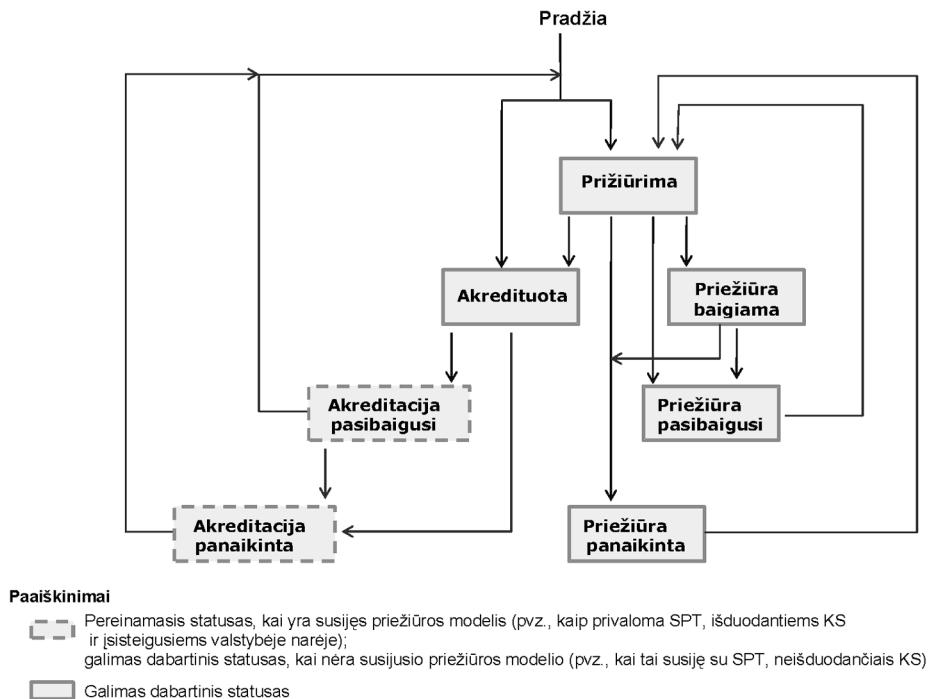 Pradžia
Prižiūrima
Akredituota
Priežiūra
baigiama
Akreditacija
pasibaigusi
Priežiūra
pasibaigusi
Akreditacija
panaikinta
Priežiūra
panaikinta
Paaiškinimai
Pereinamasis statusas, kai yra susijęs priežiūros modelis (pvz., kaip privaloma SPT, išduodantiems KS
ir įsisteigusiems valstybėje narėje);
galimas dabartinis statusas, kai nėra susijusio priežiūros modelio (pvz., kai tai susiję su SPT, neišduodančiais KS)
Galimas dabartinis statusas